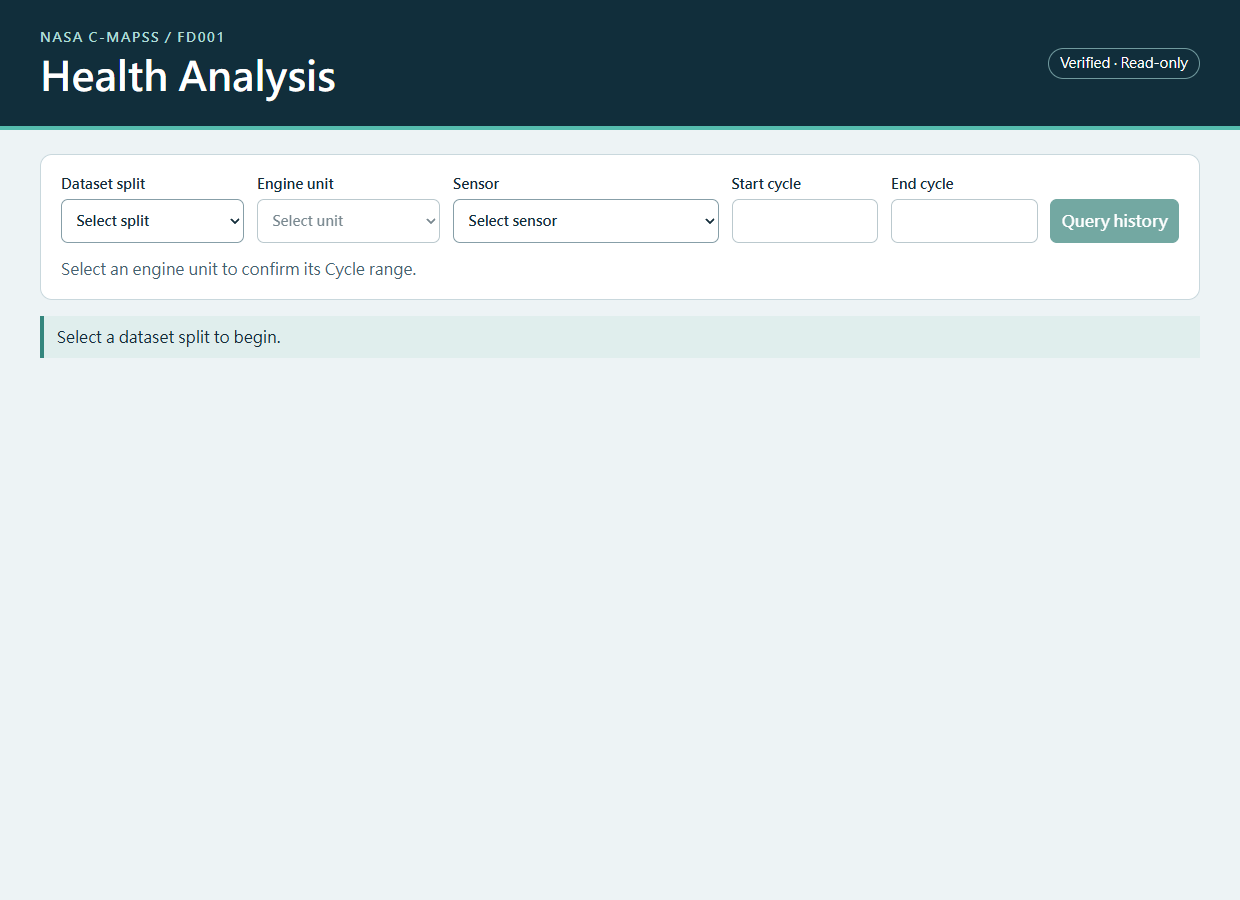 NASA C-MAPSS / FD001
Health Analysis
Verified · Read-only
Dataset split
Engine unit
Sensor
Start cycle
End cycle
Select split
Select unit
Select sensor
Query history
Select an engine unit to confirm its Cycle range.
Select a dataset split to begin.